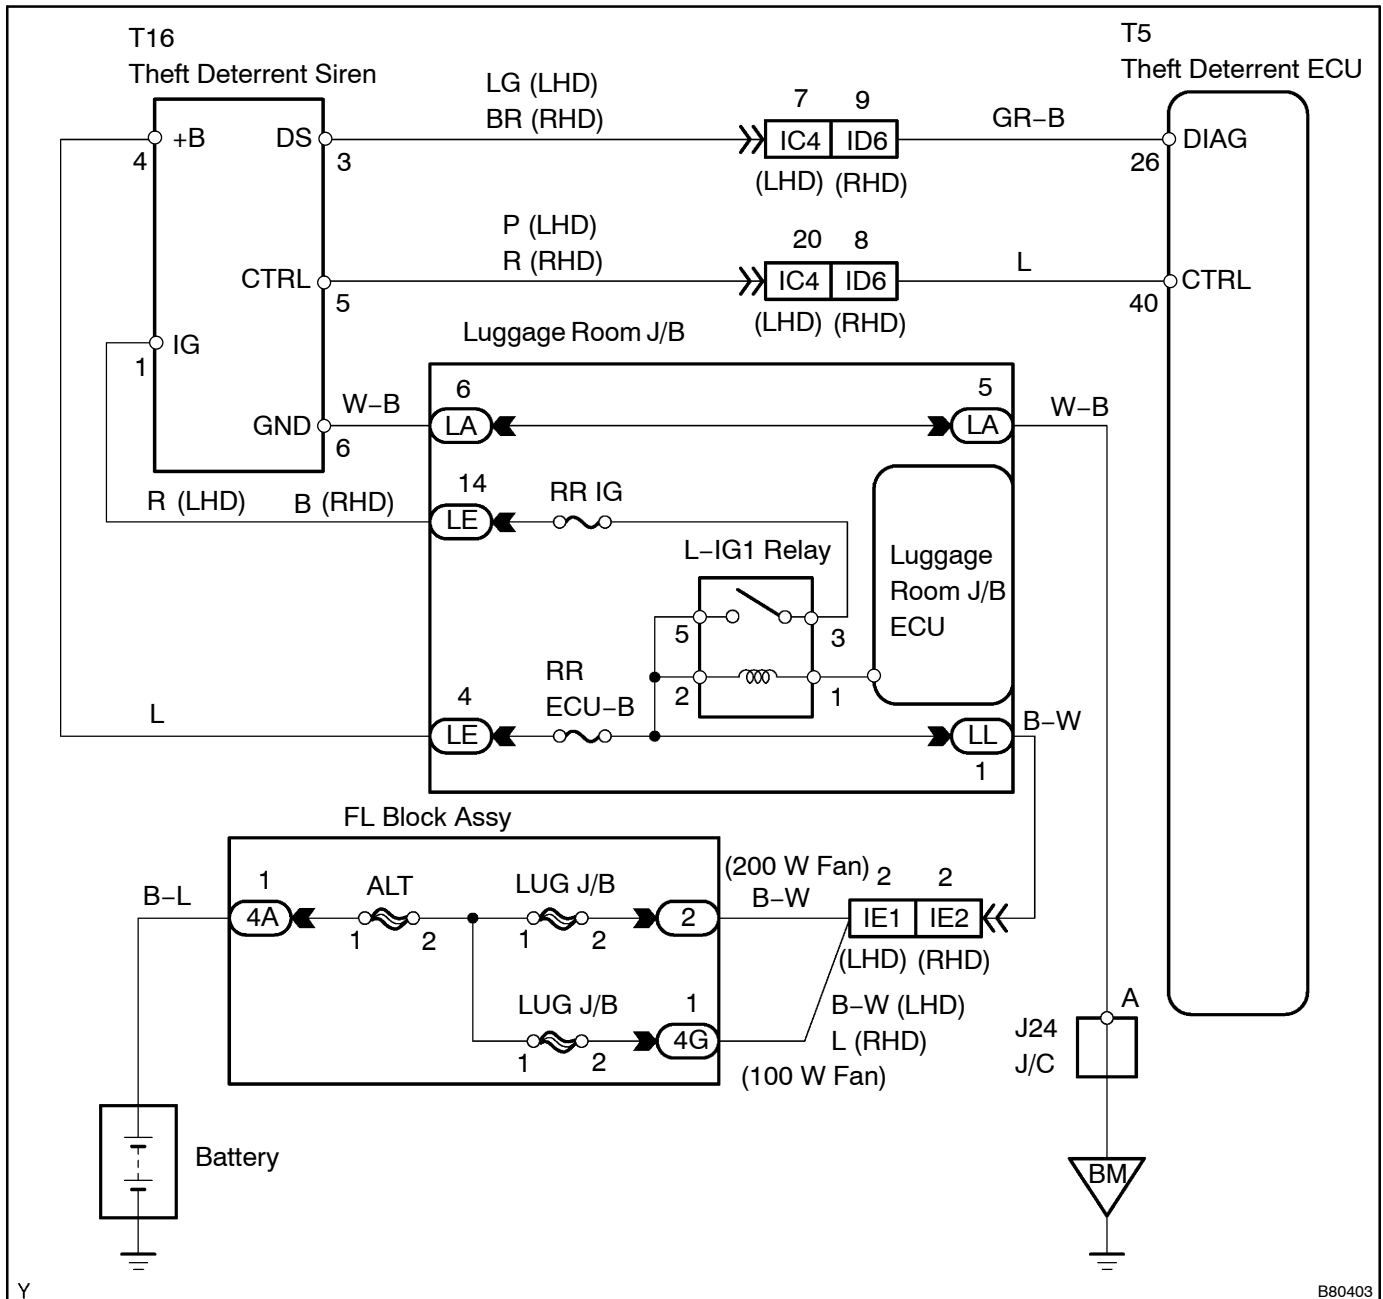 T16
Theft Deterrent Siren
T5
Theft Deterrent ECU
LG (LHD)
BR (RHD)
7 9
+B DS
4 3
IC4 ID6
(LHD) (RHD)
GR−B
DIAG
26
P (LHD)
R (RHD)
20 8
CTRL
5
IC4 ID6
(LHD) (RHD)
L
CTRL
40
IG
1
Luggage Room J/B
GND
6
W−B
6
LA
5
LA
W−B
R (LHD) B (RHD)
14
LE
RR IG
L−IG1 Relay
5 3
2 1
Luggage
Room J/B
ECU
L
4
LE
RR
ECU−B
LL
1
B−W
FL Block Assy
B−L
1
4A
ALT
1 2
LUG J/B
1 2
2
(200 W Fan)
B−W
2 2
IE1 IE2
(LHD) (RHD)
LUG J/B
1 2
1
4G
B−W (LHD)
L (RHD)
(100 W Fan)
A
J24
J/C
Battery
BM
Y
B80403